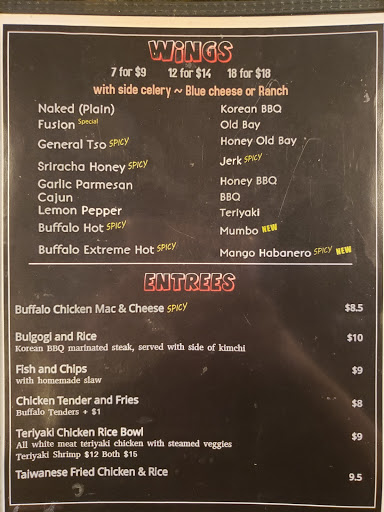 WiNGS
7 for $9 12 for $14 18 for $18
with side celery ~ Blue cheese or Ranch
Naked (Plain)
Fusion Special
General Tso SPICY
Sriracha Honey SPICY
Garlic Parmesan
Cajun
Lemon Pepper
Buffalo Hot SPICY
Buffalo Extreme Hot SPICY
Korean BBQ
Old Bay
Honey Old Bay
Jerk SPICY
Honey BBQ
BBQ
Teriyaki
Mumbo NEW
Mango Habanero SPICY NEW
ENTREES
Buffalo Chicken Mac & Cheese SPICY $8.5
Bulgogi and Rice $10
Korean BBQ marinated steak, served with side of kimchi
Fish and Chips $9
with homemade slaw
Chicken Tender and Fries $8
Buffalo Tenders + $1
Teriyaki Chicken Rice Bowl $9
All white meat teriyaki chicken with steamed veggies
Teriyaki Shrimp $12 Both $16
Taiwanese Fried Chicken & Rice 9.5